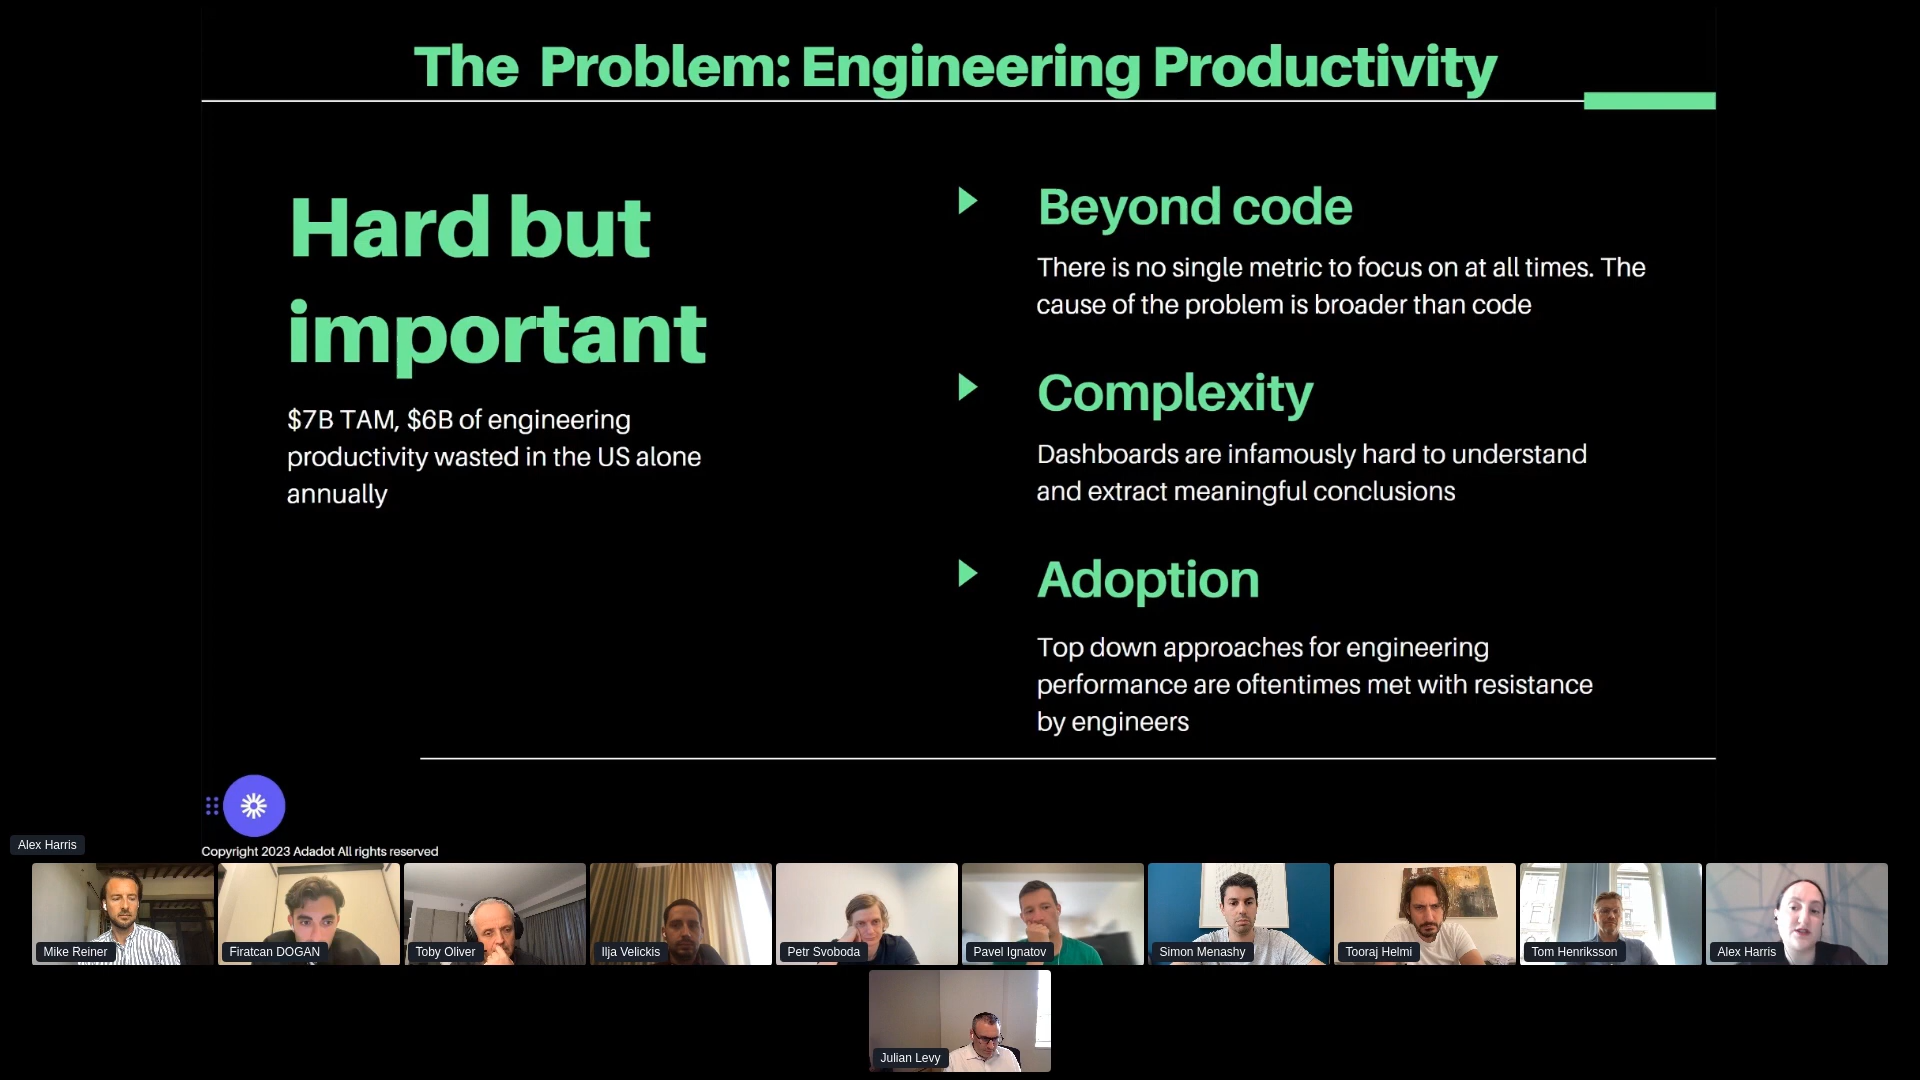 The Problem: Engineering Productivity
Hard but
important
$7B TAM, $6B of engineering
productivity wasted in the US alone
annually
Beyond code
There is no single metric to focus on at all times. The
cause of the problem is broader than code
Complexity
Dashboards are infamously hard to understand
and extract meaningful conclusions
Adoption
Top down approaches for engineering
performance are oftentimes met with resistance
by engineers
Alex Harris
Copyright 2023 Adadot All rights reserved
Mike Reiner
Firatcan DOGAN
Toby Oliver
Ilja Velickis
Petr Svoboda
Pavel Ignatov
Simon Menashy
Tooraj Helmi
Tom Henriksson
Alex Harris
Julian Levy